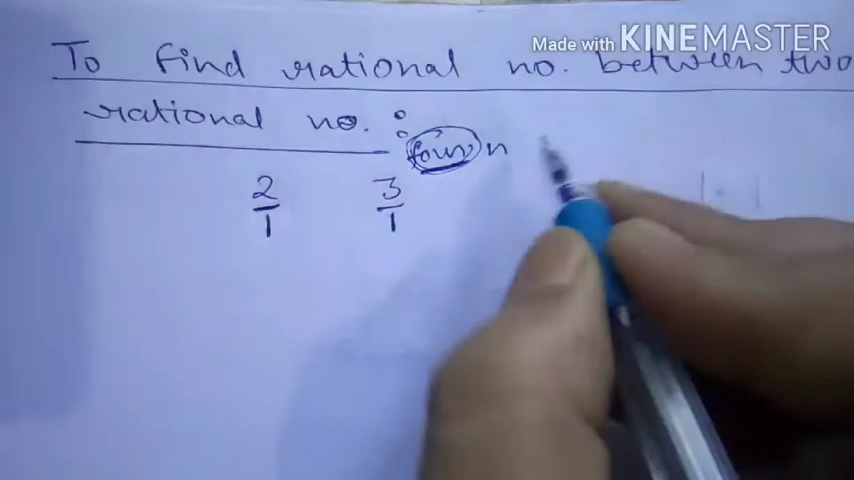 Made with KINEMASTER
To find rational no. between two
rational no. :
four n
2 3
1 1